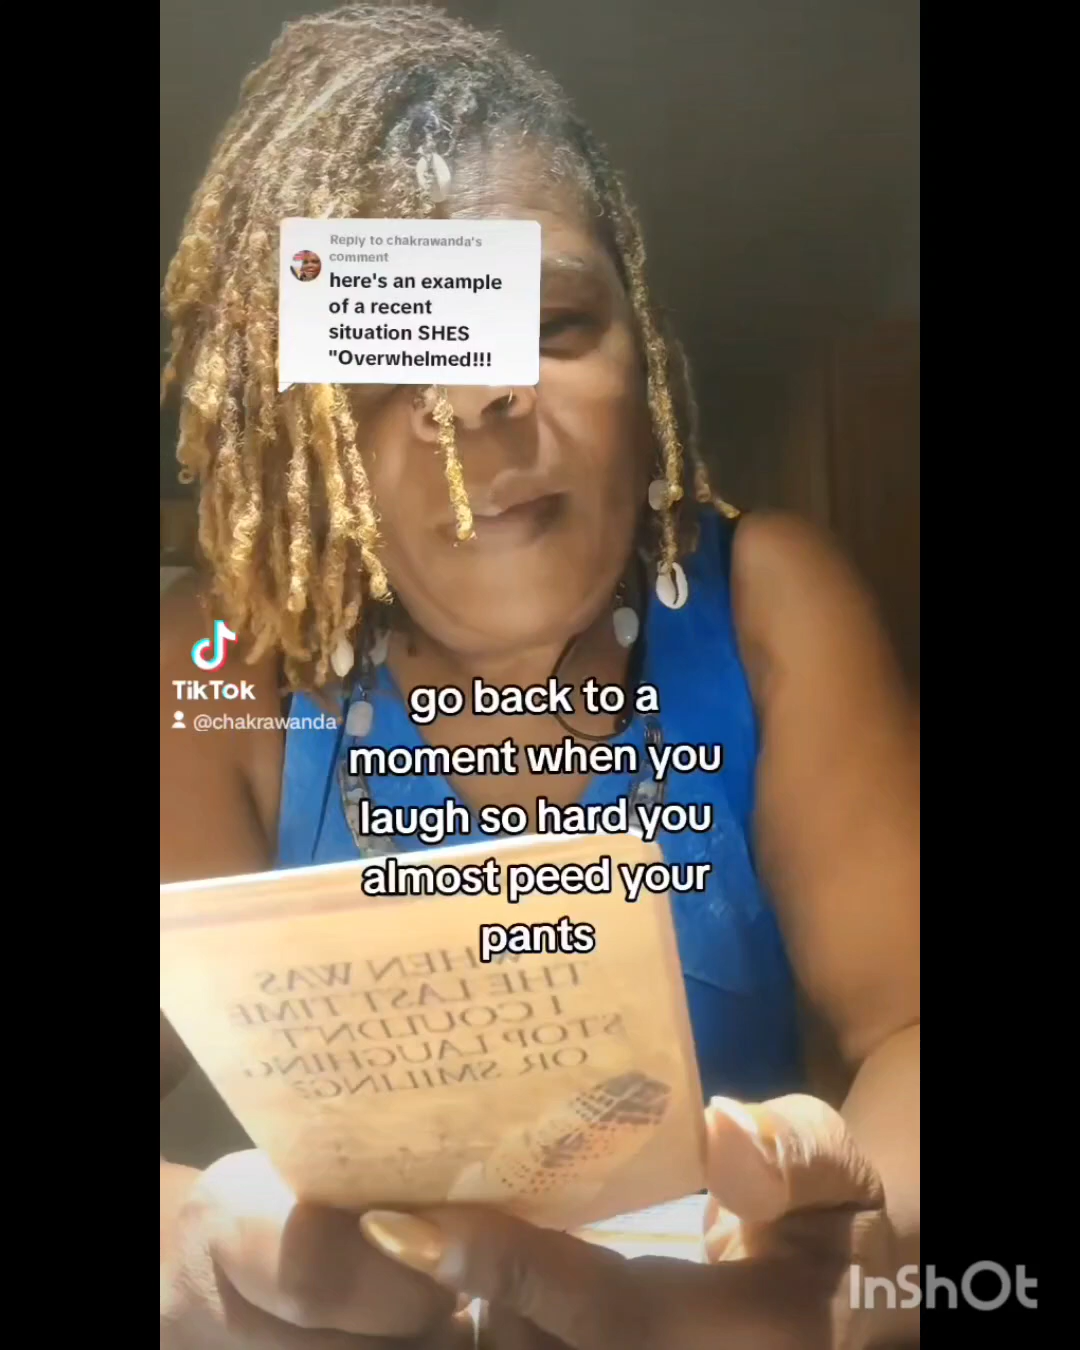 Reply to chakrawanda's
comment
here's an example
of a recent
situation SHES
"Overwhelmed!!!
TikTok
@chakrawanda
go back to a
moment when you
laugh so hard you
almost peed your
pants
WHEN WAS
THE LAST TIME
I COULDN'T
STOP LAUGHING
OR SMILING?
InShOt